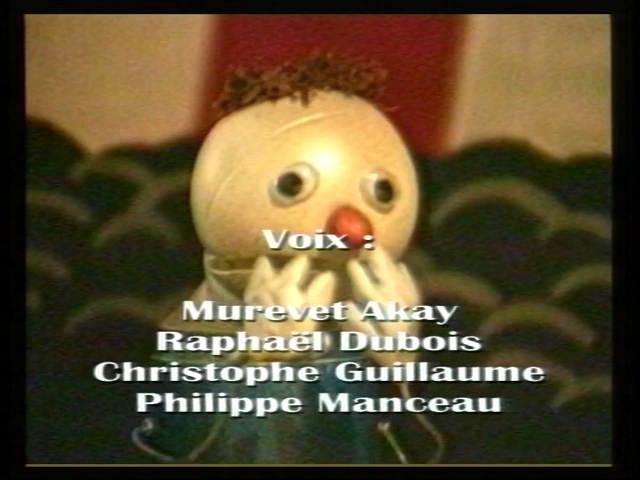 Voix :
Murevet Akay
Raphaël Dubois
Christophe Guillaume
Philippe Manceau